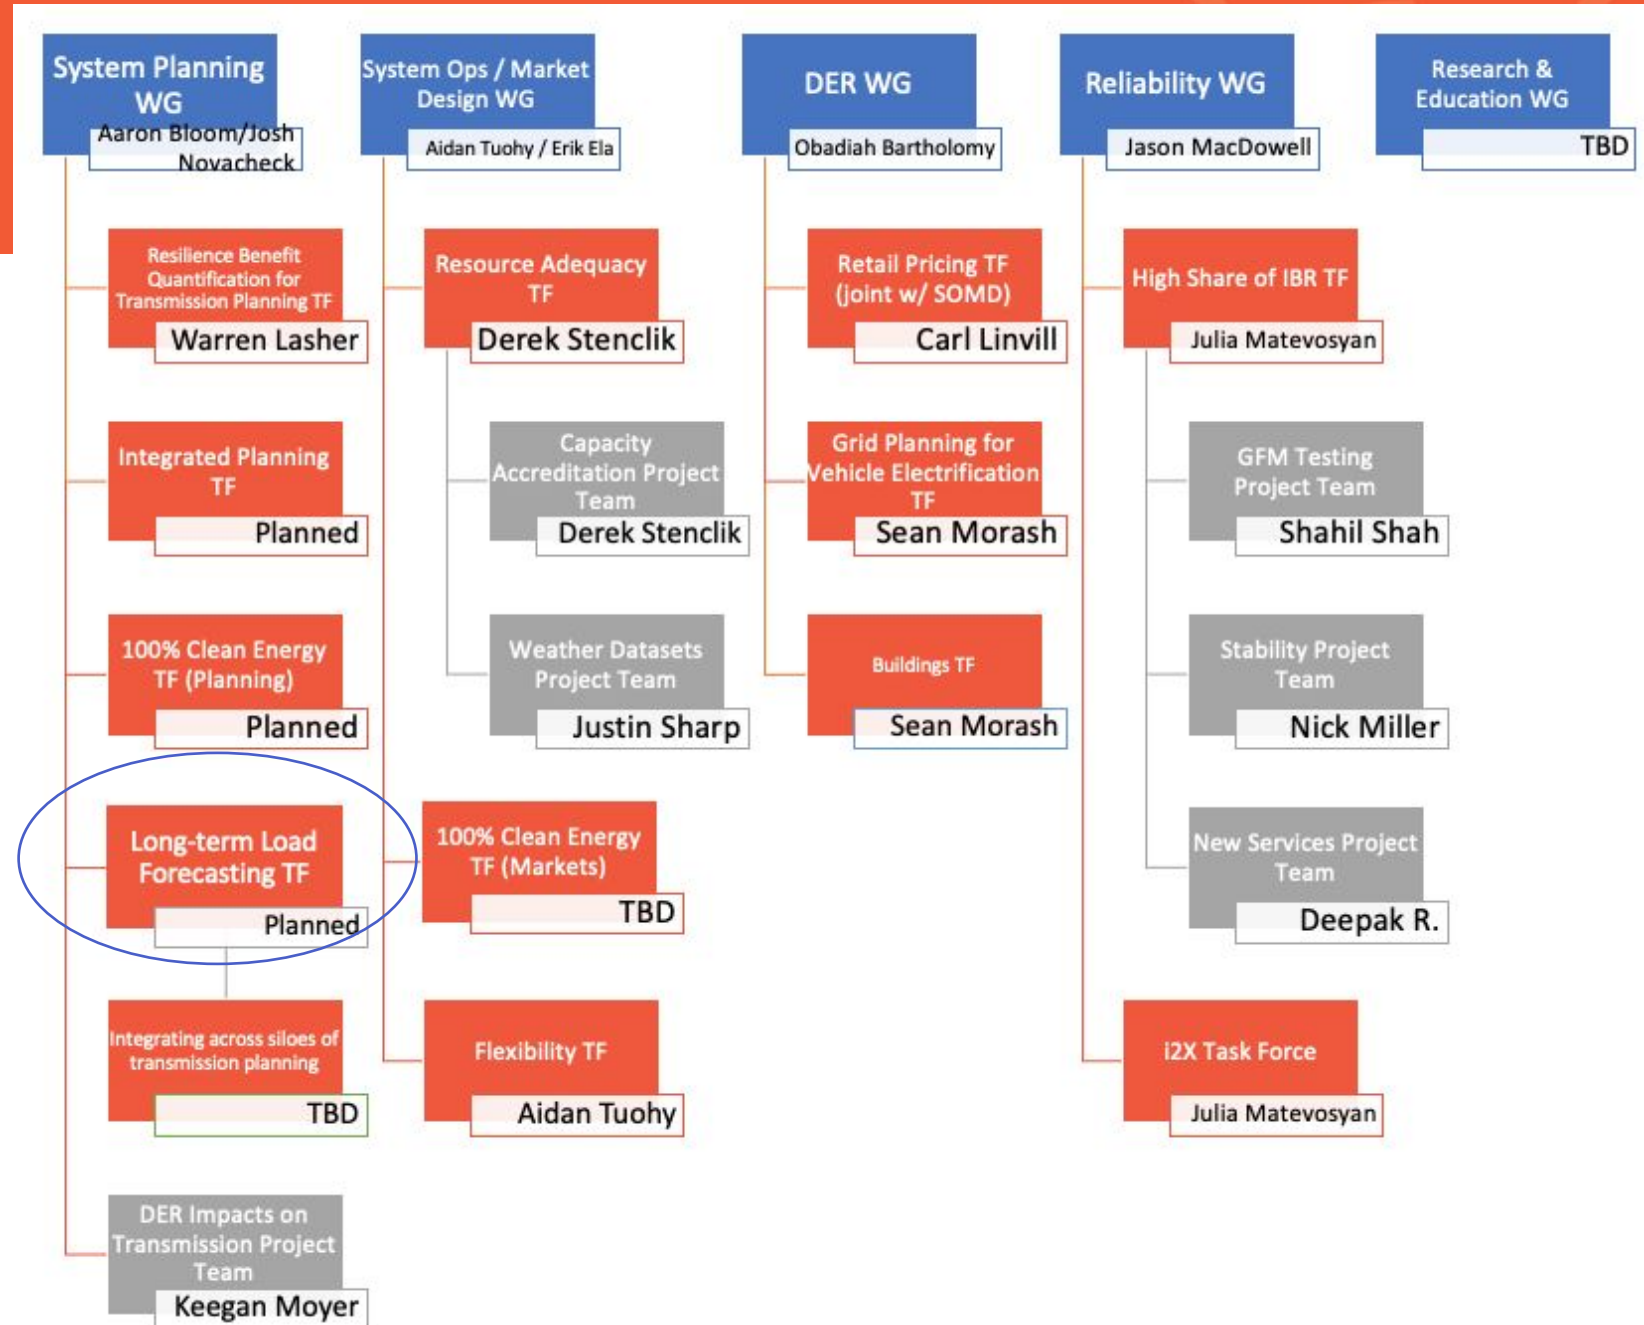 System Planning
WG
Aaron Bloom/Josh
Novacheck
System Ops / Market
Design WG
Aidan Tuohy / Erik Ela
DER WG
Obadiah Bartholomy
Reliability WG
Jason MacDowell
Research &
Education WG
TBD
Resilience Benefit
Quantification for
Transmission Planning TF
Warren Lasher
Resource Adequacy
TF
Derek Stenclik
Retail Pricing TF
(joint w/ SOMD)
Carl Linvill
High Share of IBR TF
Julia Matevosyan
Integrated Planning
TF
Planned
Capacity
Accreditation Project
Team
Derek Stenclik
Grid Planning for
Vehicle Electrification
TF
Sean Morash
GFM Testing
Project Team
Shahil Shah
100% Clean Energy
TF (Planning)
Planned
Weather Datasets
Project Team
Justin Sharp
Buildings TF
Sean Morash
Stability Project
Team
Nick Miller
Long-term Load
Forecasting TF
Planned
100% Clean Energy
TF (Markets)
TBD
New Services Project
Team
Deepak R.
Integrating across siloes of
transmission planning
TBD
Flexibility TF
Aidan Tuohy
i2X Task Force
Julia Matevosyan
DER Impacts on
Transmission Project
Team
Keegan Moyer